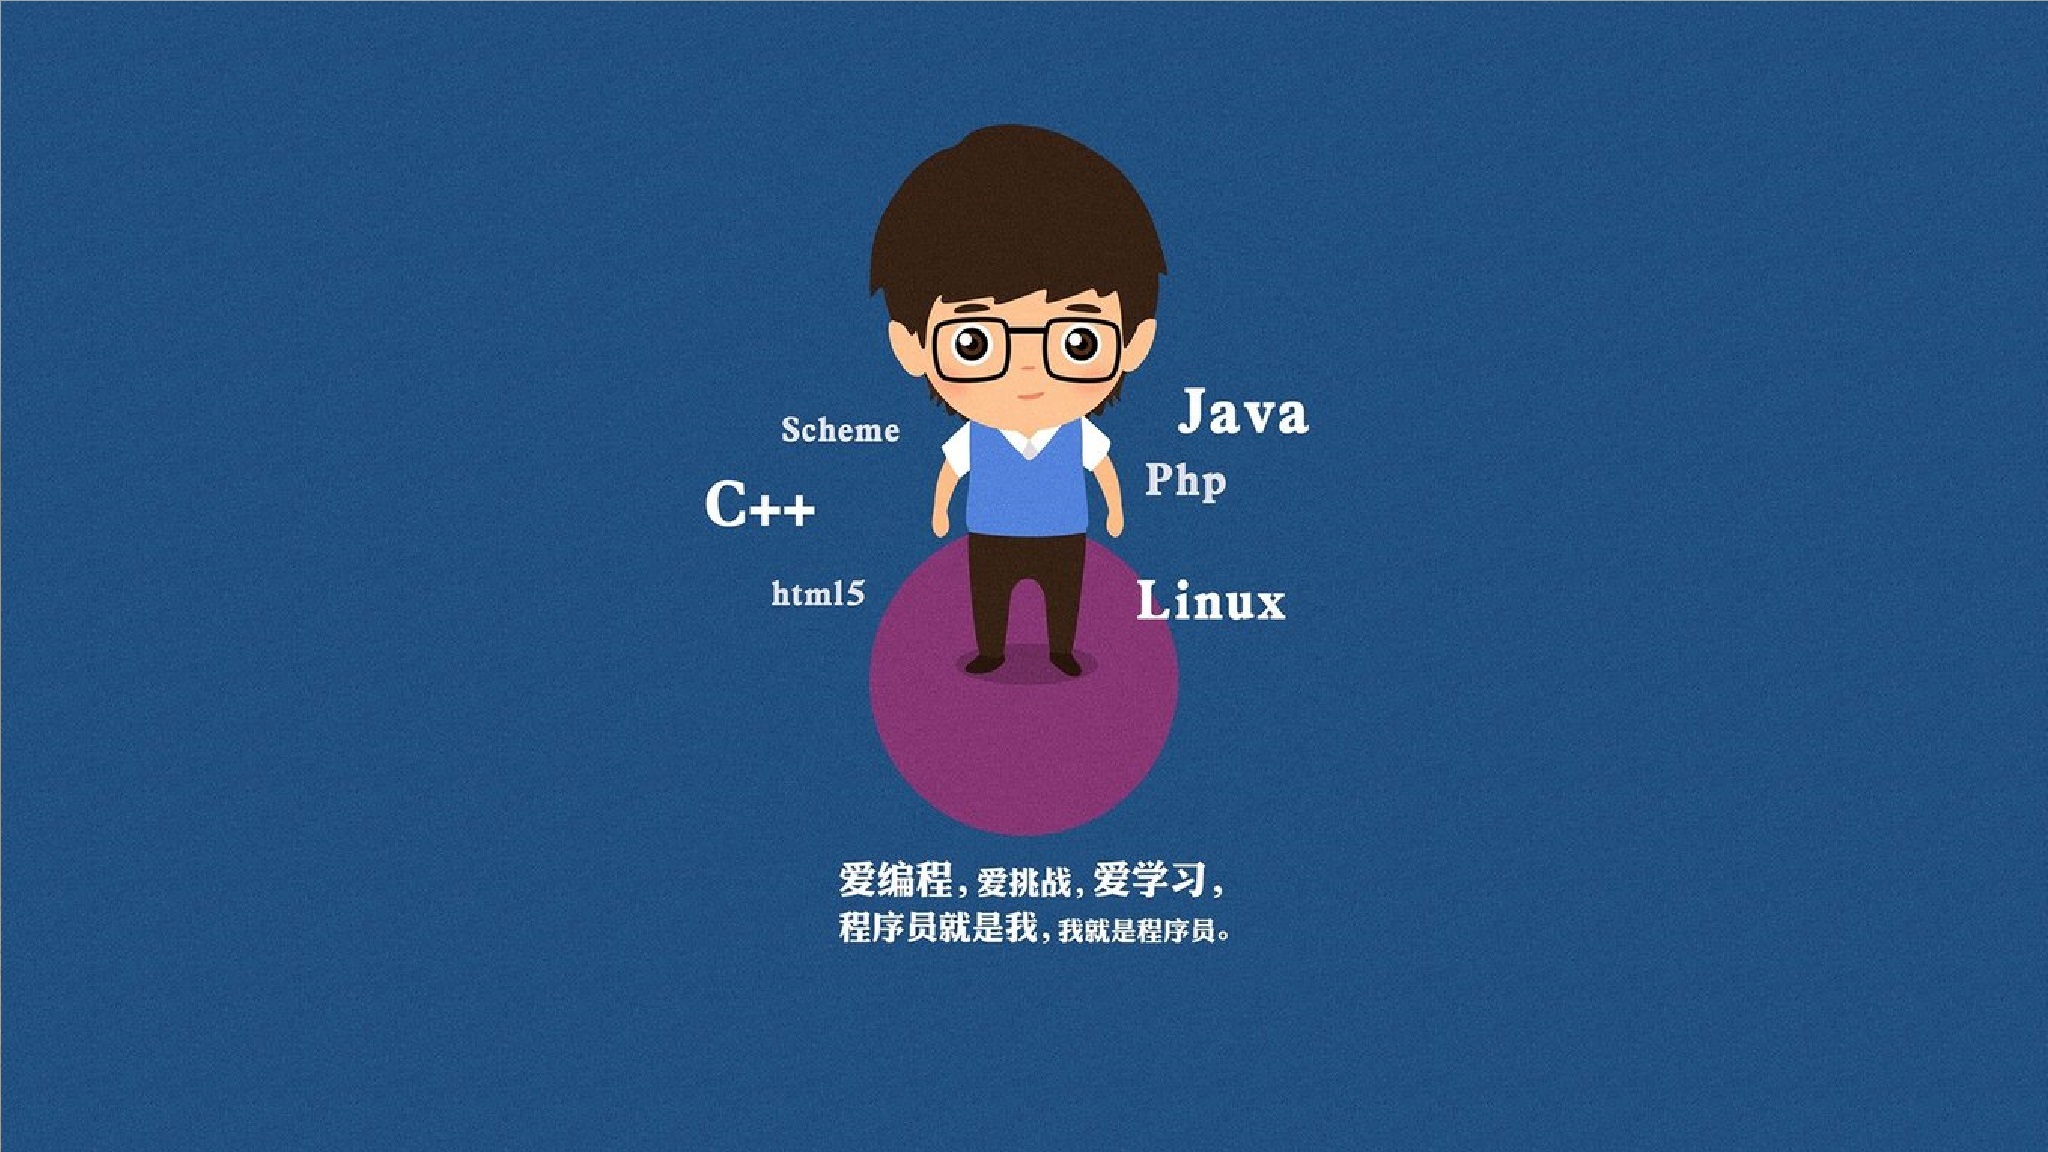 Java
Scheme
Php
C++
html5
Linux
爱编程，爱挑战，爱学习，
程序员就是我，我就是程序员。